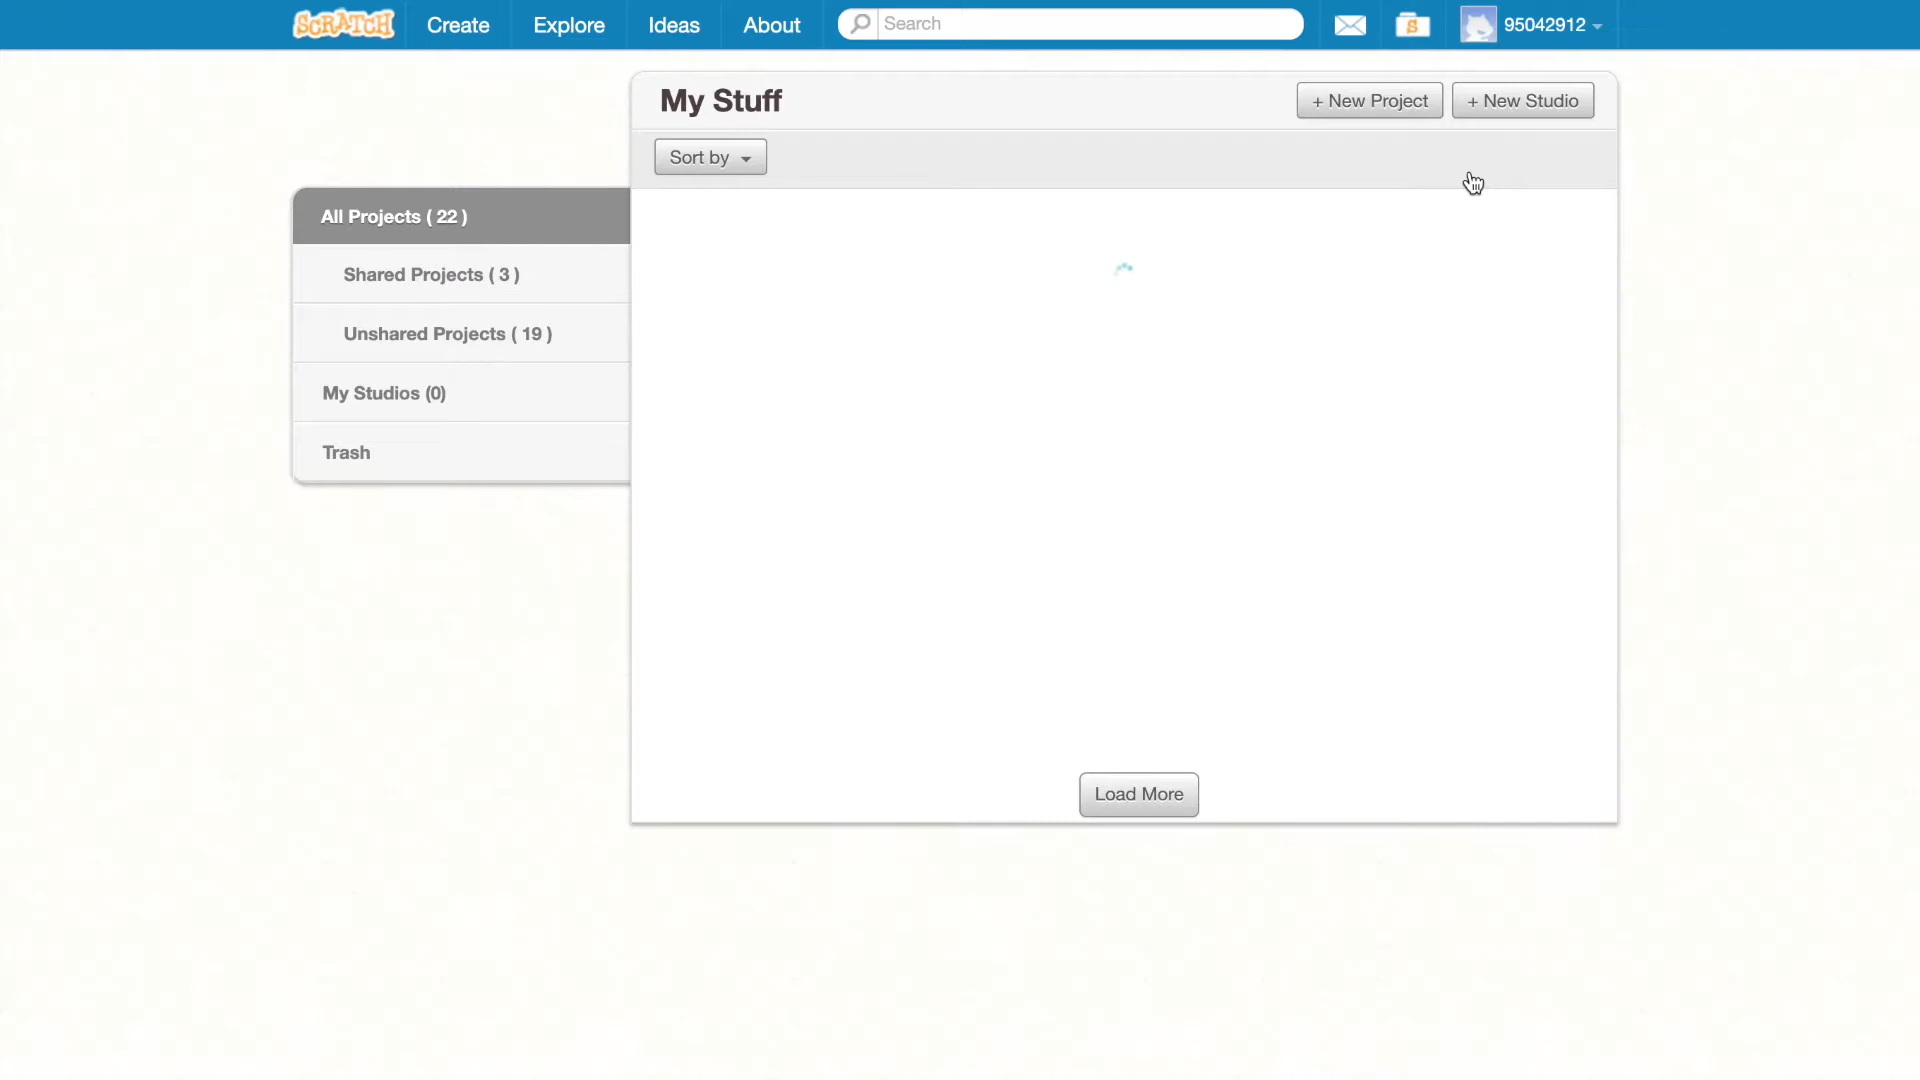 SCRATCH Create Explore Ideas About Search S 95042912
My Stuff + New Project + New Studio
Sort by
All Projects ( 22 )
Shared Projects ( 3 )
Unshared Projects ( 19 )
My Studios (0)
Trash
Load More